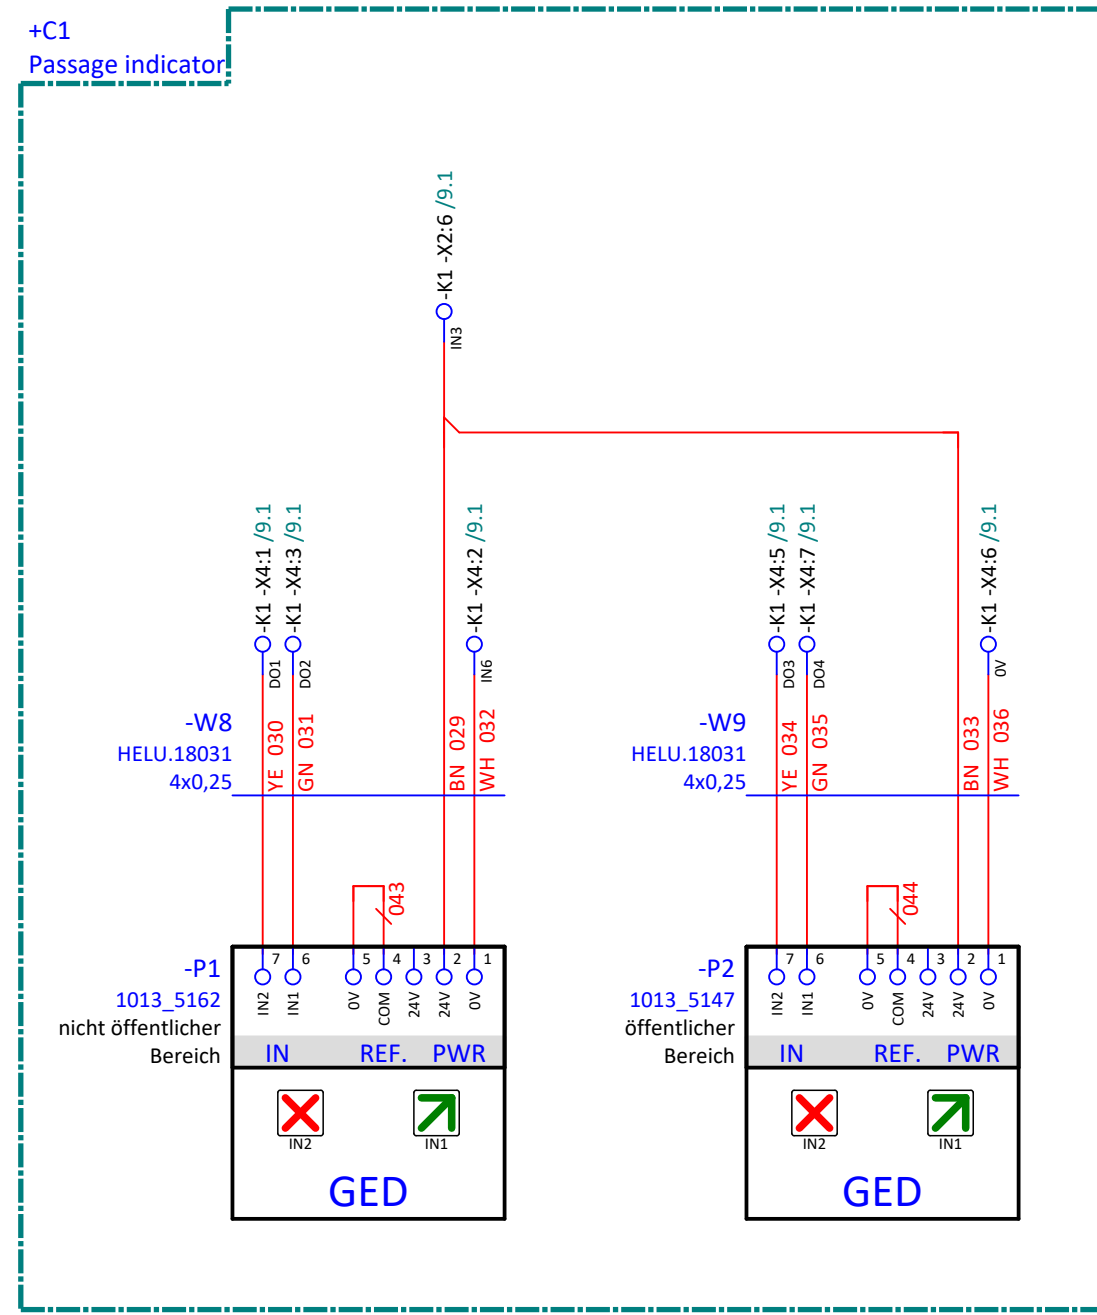 +C1
Passage indicator
-K1 -X2:6 /9.1
IN3
-K1 -X4:1 /9.1
DO1
-K1 -X4:3 /9.1
DO2
-K1 -X4:2 /9.1
IN6
-K1 -X4:5 /9.1
DO3
-K1 -X4:7 /9.1
DO4
-K1 -X4:6 /9.1
0V
-W8
HELU.18031
4x0,25
YE 030
GN 031
BN 029
WH 032
-W9
HELU.18031
4x0,25
YE 034
GN 035
BN 033
WH 036
043
044
-P1
1013_5162
nicht öffentlicher
Bereich
7 6 5 4 3 2 1
IN2 IN1 0V COM 24V 24V 0V
IN REF. PWR
IN2 IN1
GED
-P2
1013_5147
öffentlicher
Bereich
7 6 5 4 3 2 1
IN2 IN1 0V COM 24V 24V 0V
IN REF. PWR
IN2 IN1
GED